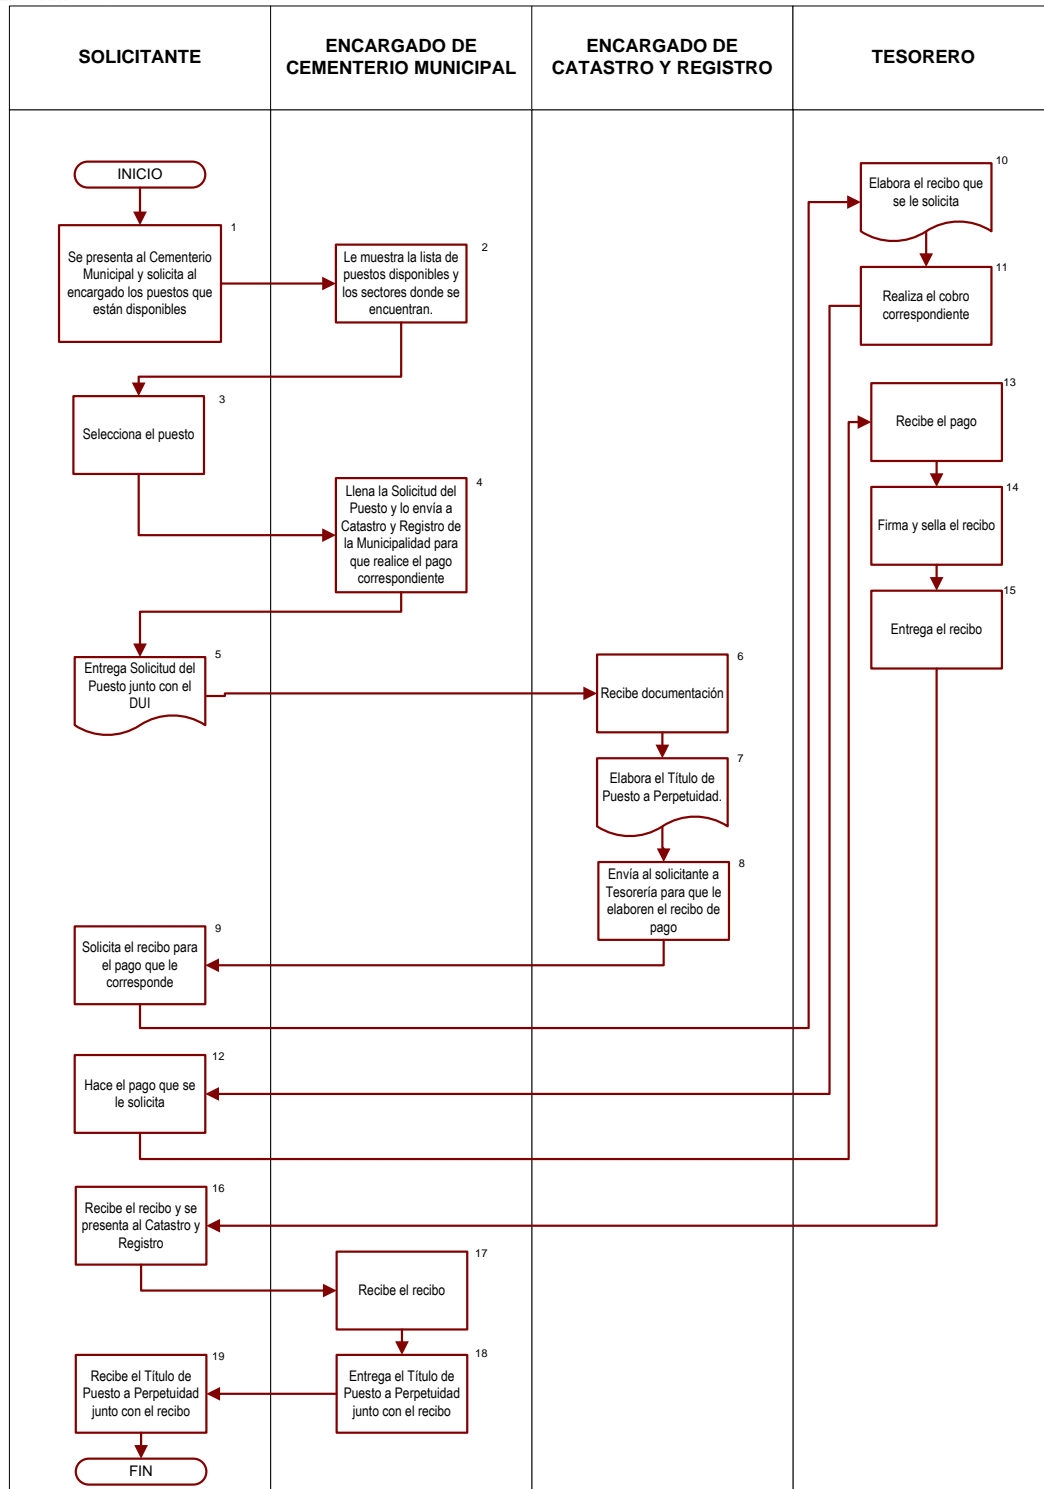 SOLICITANTE
ENCARGADO DE
CEMENTERIO MUNICIPAL
ENCARGADO DE
CATASTRO Y REGISTRO
TESORERO
INICIO
1
Se presenta al Cementerio
Municipal y solicita al
encargado los puestos que
están disponibles
2
Le muestra la lista de
puestos disponibles y
los sectores donde se
encuentran.
3
Selecciona el puesto
4
Llena la Solicitud del
Puesto y lo envía a
Catastro y Registro de
la Municipalidad para
que realice el pago
correspondiente
5
Entrega Solicitud del
Puesto junto con el
DUI
6
Recibe documentación
7
Elabora el Título de
Puesto a Perpetuidad.
8
Envía al solicitante a
Tesorería para que le
elaboren el recibo de
pago
9
Solicita el recibo para
el pago que le
corresponde
10
Elabora el recibo que
se le solicita
11
Realiza el cobro
correspondiente
12
Hace el pago que se
le solicita
13
Recibe el pago
14
Firma y sella el recibo
15
Entrega el recibo
16
Recibe el recibo y se
presenta al Catastro y
Registro
17
Recibe el recibo
18
Entrega el Título de
Puesto a Perpetuidad
junto con el recibo
19
Recibe el Título de
Puesto a Perpetuidad
junto con el recibo
FIN